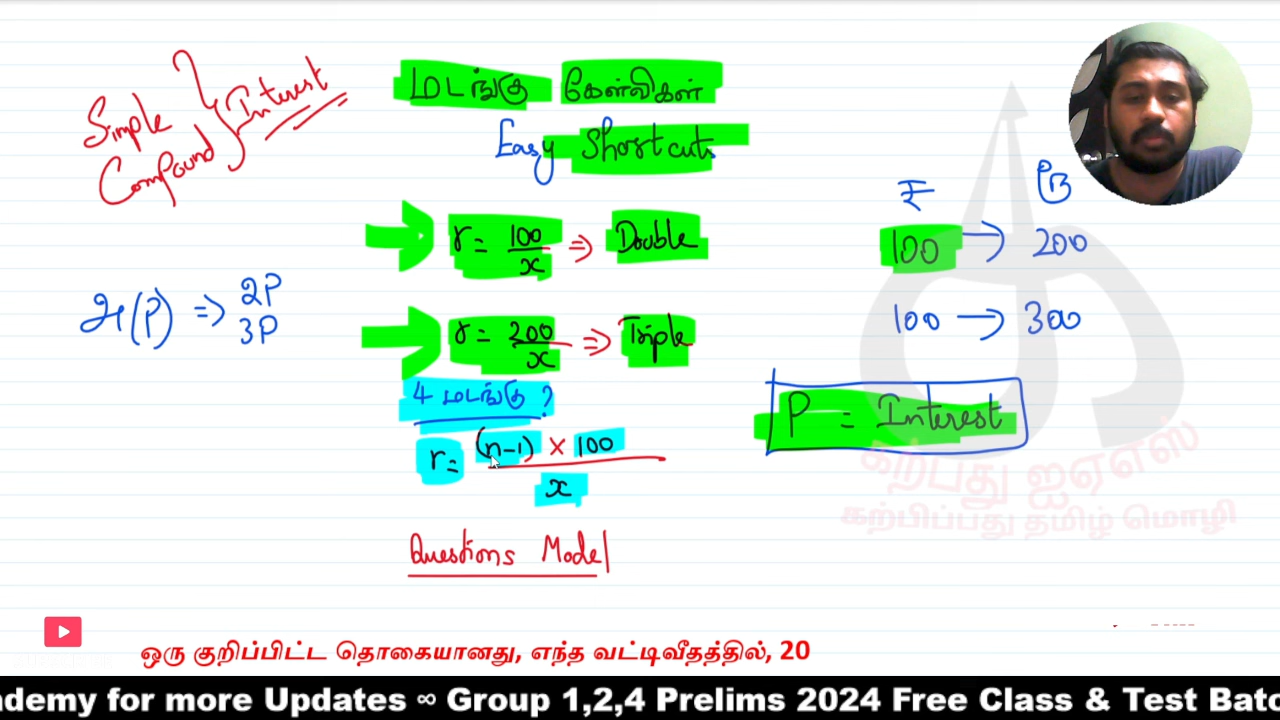 மடங்கு கேள்விகள்
Easy Shortcuts
Simple
Compound } Interest
r = 100/x => Double
r = 200/x => Triple
அ(P) => 2P
3P
4 மடங்கு ?
r = (n-1) × 100
x
Questions Model
₹
100 → 200
100 → 300
P = Interest
கற்பது ஐஏஎஸ்
கற்பிப்பது தமிழ் மொழி
ஒரு குறிப்பிட்ட தொகையானது, எந்த வட்டிவீதத்தில், 20
ademy for more Updates ∞ Group 1,2,4 Prelims 2024 Free Class & Test Batc